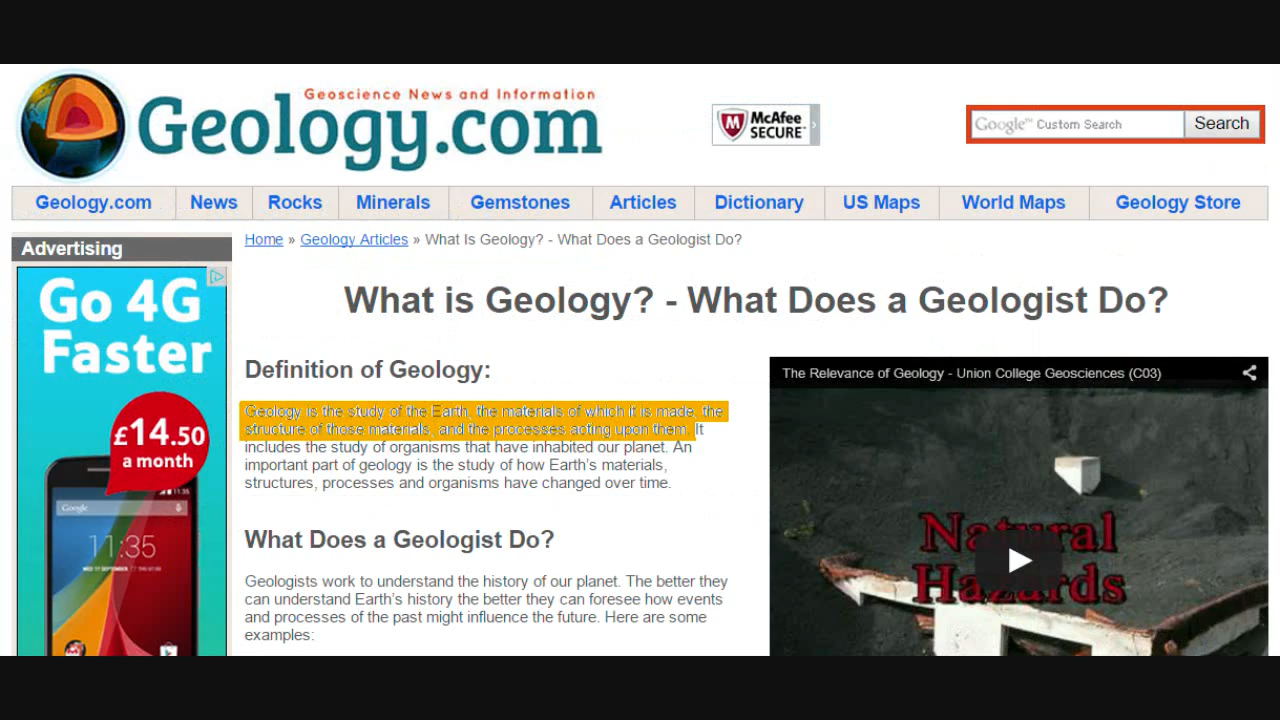 Geoscience News and Information
Geology.com
McAfee
SECURE™
Google™ Custom Search
Search
Geology.com
News
Rocks
Minerals
Gemstones
Articles
Dictionary
US Maps
World Maps
Geology Store
Advertising
Home » Geology Articles » What Is Geology? - What Does a Geologist Do?
Go 4G
Faster
£14.50
a month
11:35
Google
11:35
What is Geology? - What Does a Geologist Do?
Definition of Geology:
Geology is the study of the Earth, the materials of which it is made, the
structure of those materials, and the processes acting upon them. It
includes the study of organisms that have inhabited our planet. An
important part of geology is the study of how Earth's materials,
structures, processes and organisms have changed over time.
What Does a Geologist Do?
Geologists work to understand the history of our planet. The better they
can understand Earth's history the better they can foresee how events
and processes of the past might influence the future. Here are some
examples:
The Relevance of Geology - Union College Geosciences (C03)
Natural
Hazards